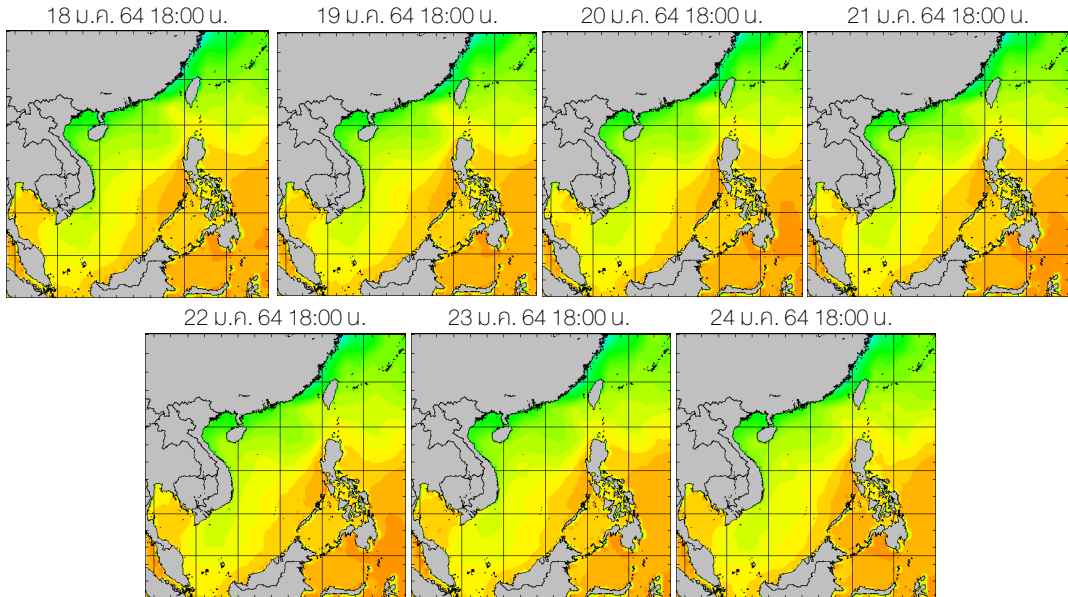 18 ม.ค. 64 18:00 น.
19 ม.ค. 64 18:00 น.
20 ม.ค. 64 18:00 น.
21 ม.ค. 64 18:00 น.
22 ม.ค. 64 18:00 น.
23 ม.ค. 64 18:00 น.
24 ม.ค. 64 18:00 น.